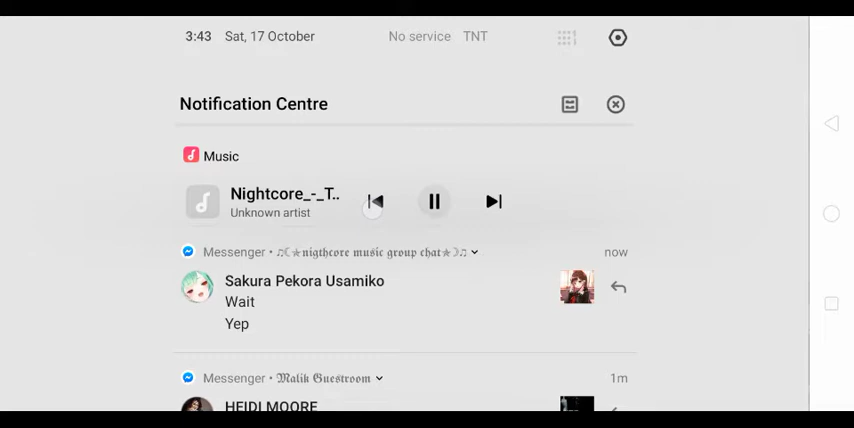 3:43 Sat, 17 October No service TNT
Notification Centre
Music
Nightcore_-_T..
Unknown artist
Messenger • ♫☾✭nigthcore music group chat✭☽♫ now
Sakura Pekora Usamiko
Wait
Yep
Messenger • 𝔐𝔞𝔩𝔦𝔨 𝔊𝔲𝔢𝔰𝔱𝔯𝔬𝔬𝔪 1m
HEIDI MOORE